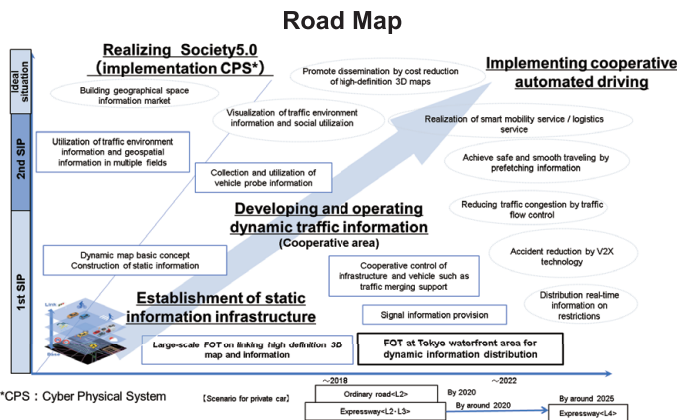 Road Map
Realizing Society5.0
(implementation CPS*)
Implementing cooperative
automated driving
Ideal
situation
2nd SIP
1st SIP
Building geographical space
information market
Promote dissemination by cost reduction
of high-definition 3D maps
Visualization of traffic environment
information and social utilization
Realization of smart mobility service / logistics
service
Utilization of traffic environment
information and geospatial
information in multiple fields
Achieve safe and smooth traveling by
prefetching information
Collection and utilization of
vehicle probe information
Developing and operating
dynamic traffic information
(Cooperative area)
Reducing traffic congestion by traffic
flow control
Dynamic map basic concept
Construction of static information
Accident reduction by V2X
technology
Cooperative control of
infrastructure and vehicle such as
traffic merging support
Establishment of static
information infrastructure
Signal information provision
Distribution real-time
information on
restrictions
Large-scale FOT on linking high definition 3D
map and information
FOT at Tokyo waterfront area for
dynamic information distribution
～2018
～2022
*CPS：Cyber Physical System
【Scenario for private car】
Ordinary road<L2>
By 2020
Expressway<L2・L3>
By around 2020
By around 2025
Expressway<L4>